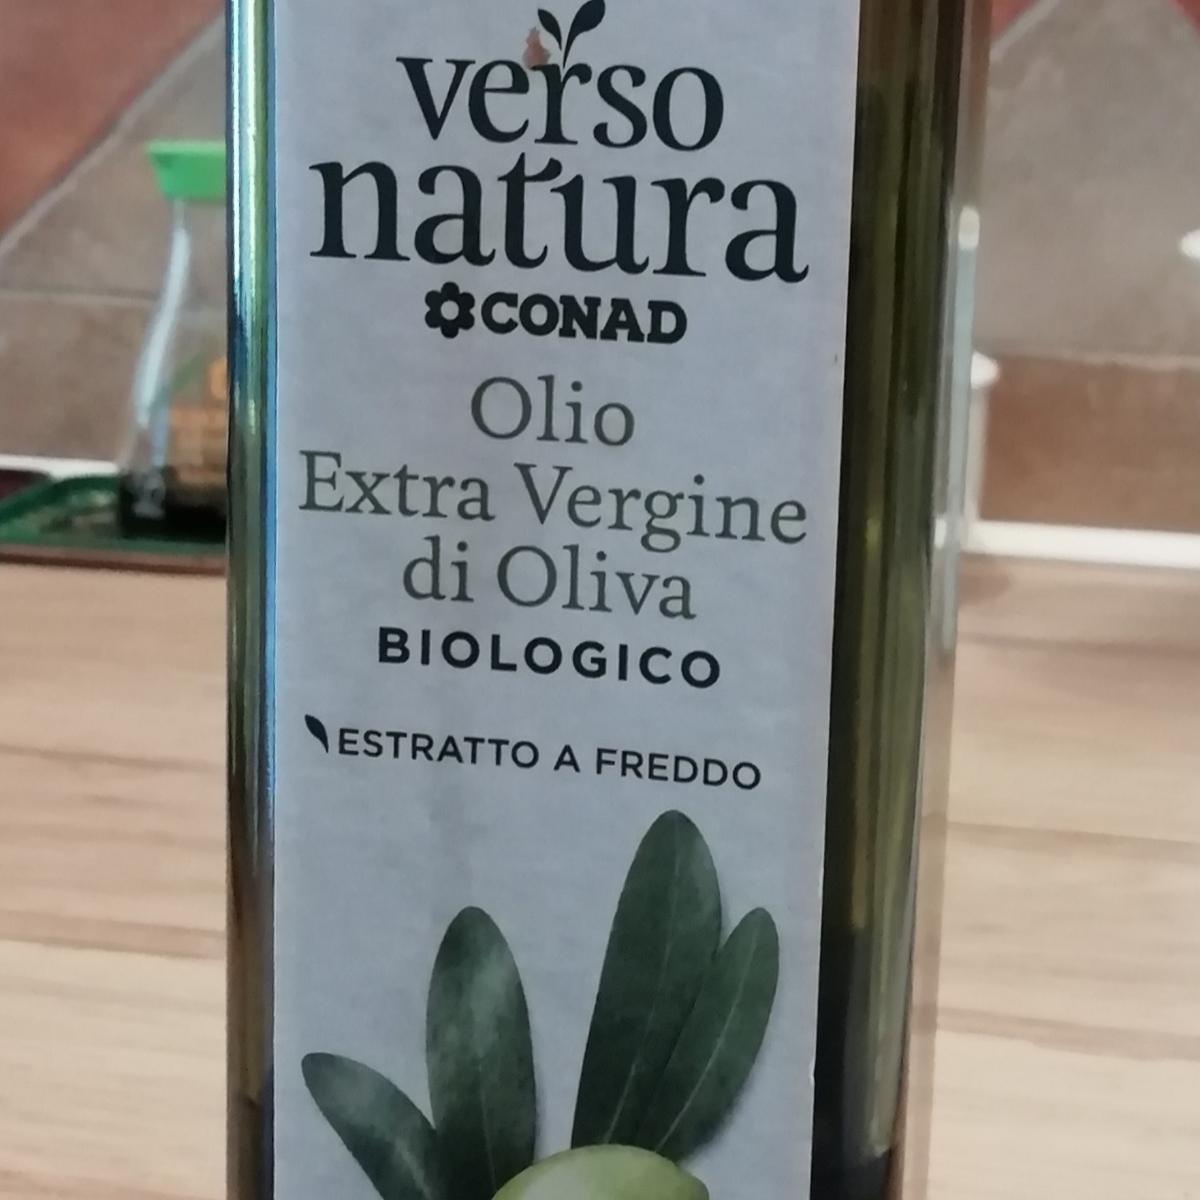 verso
natura
CONAD
Olio
Extra Vergine
di Oliva
BIOLOGICO
ESTRATTO A FREDDO